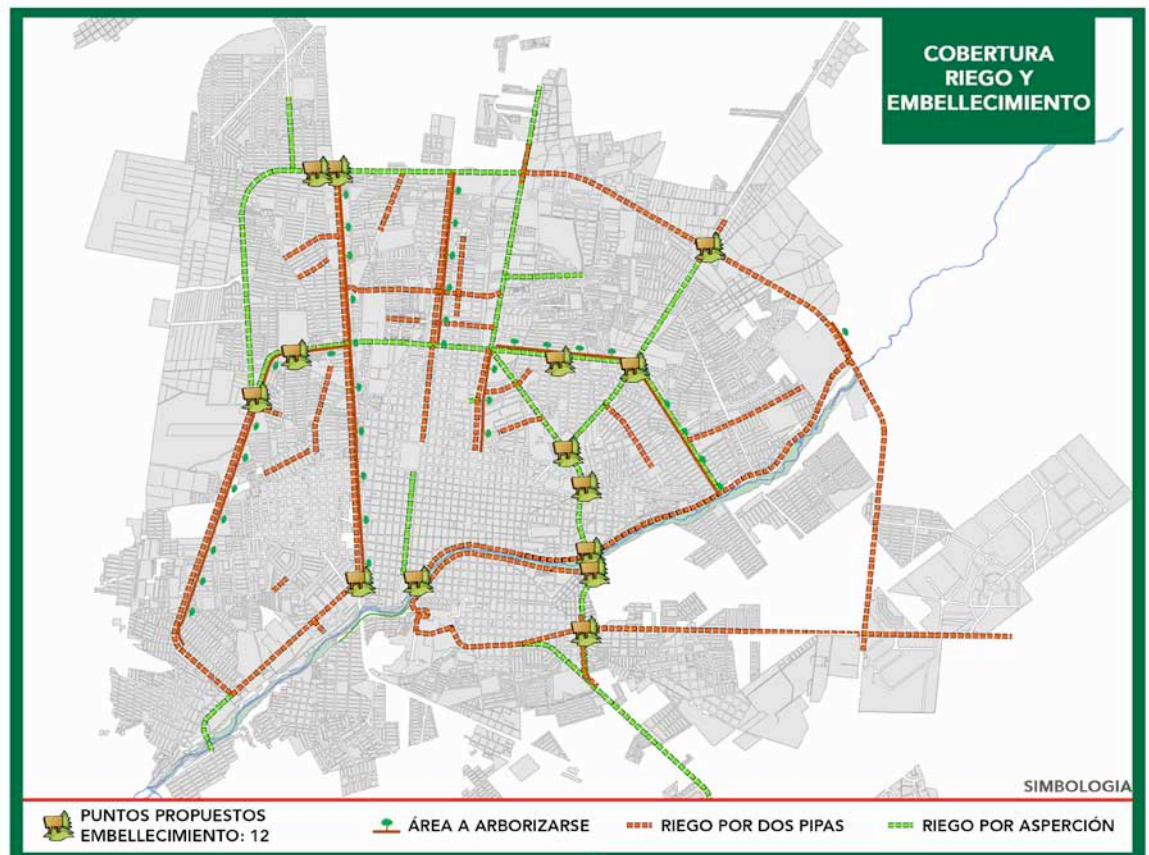 COBERTURA
RIEGO Y
EMBELLECIMIENTO
SIMBOLOGIA
PUNTOS PROPUESTOS
EMBELLECIMIENTO: 12
ÁREA A ARBORIZARSE
RIEGO POR DOS PIPAS
RIEGO POR ASPERCIÓN